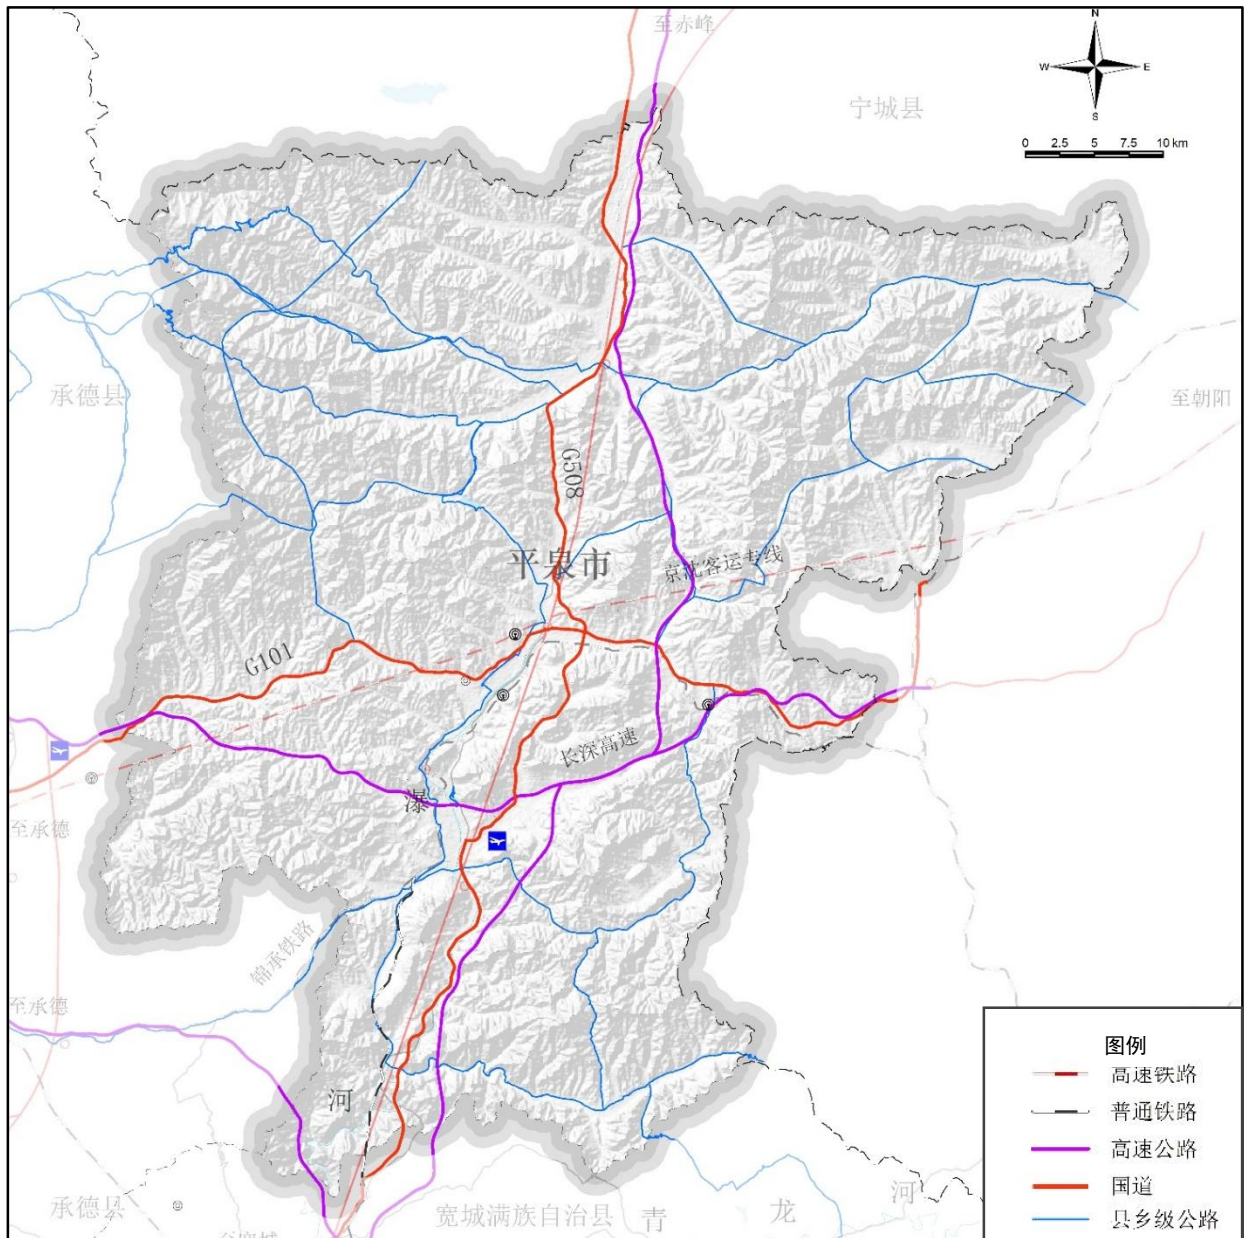 至赤峰
N
W
E
S
宁城县
0 2.5 5 7.5 10 km
承德县
至朝阳
G508
平泉市
京沈客运专线
G101
长深高速
瀑
至承德
锦承铁路
至承德
河
承德县
宽城满族自治县
青
龙
河
图例
高速铁路
普通铁路
高速公路
国道
县乡级公路